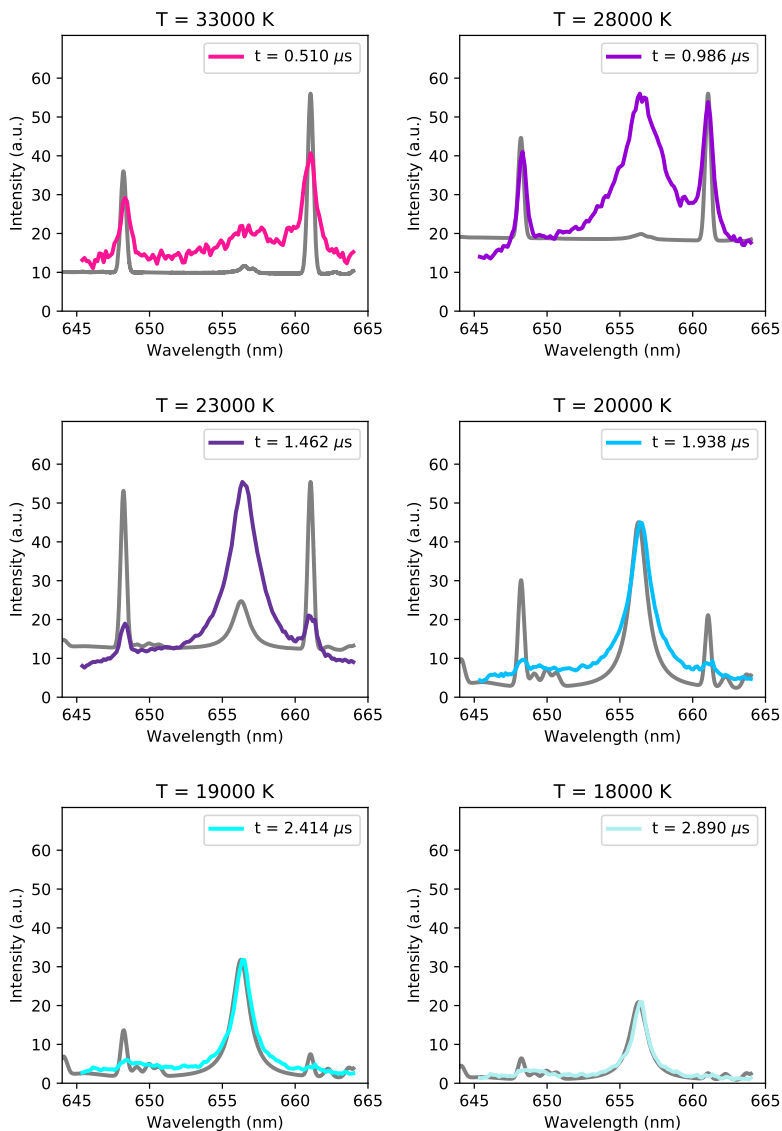 T = 33000 K
t = 0.510 μs
Intensity (a.u.)
60
50
40
30
20
10
0
645 650 655 660 665
Wavelength (nm)
T = 28000 K
t = 0.986 μs
Intensity (a.u.)
60
50
40
30
20
10
0
645 650 655 660 665
Wavelength (nm)
T = 23000 K
t = 1.462 μs
Intensity (a.u.)
60
50
40
30
20
10
0
645 650 655 660 665
Wavelength (nm)
T = 20000 K
t = 1.938 μs
Intensity (a.u.)
60
50
40
30
20
10
0
645 650 655 660 665
Wavelength (nm)
T = 19000 K
t = 2.414 μs
Intensity (a.u.)
60
50
40
30
20
10
0
645 650 655 660 665
Wavelength (nm)
T = 18000 K
t = 2.890 μs
Intensity (a.u.)
60
50
40
30
20
10
0
645 650 655 660 665
Wavelength (nm)